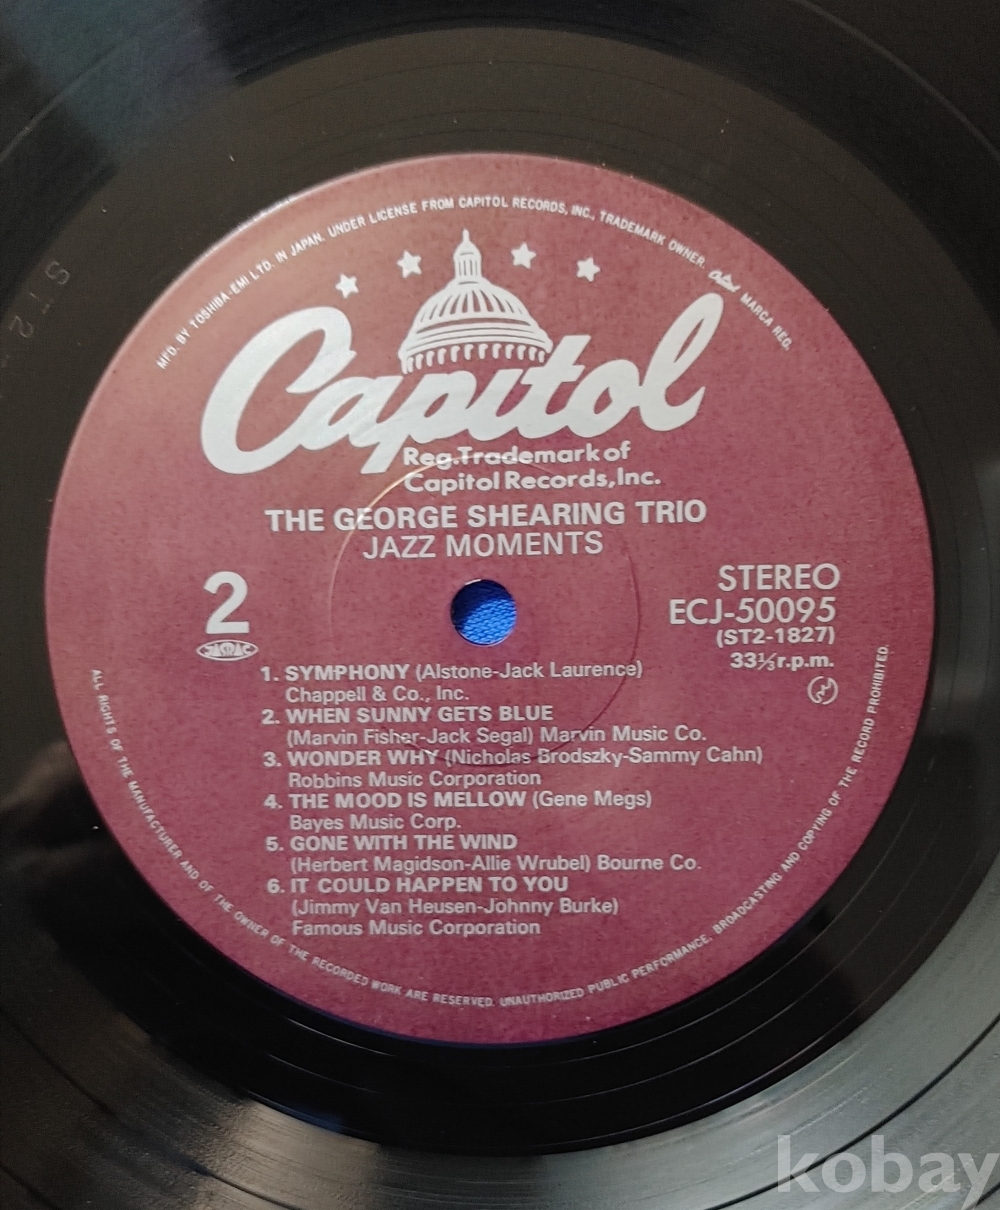 MFD. BY TOSHIBA-EMI LTD. IN JAPAN. UNDER LICENSE FROM CAPITOL RECORDS, INC., TRADEMARK OWNER. MARCA REG.
Capitol
Reg.Trademark of
Capitol Records,Inc.
THE GEORGE SHEARING TRIO
JAZZ MOMENTS
2
JASRAC
STEREO
ECJ-50095
(ST2-1827)
33⅓r.p.m.
1. SYMPHONY (Alstone-Jack Laurence)
Chappell & Co., Inc.
2. WHEN SUNNY GETS BLUE
(Marvin Fisher-Jack Segal) Marvin Music Co.
3. WONDER WHY (Nicholas Brodszky-Sammy Cahn)
Robbins Music Corporation
4. THE MOOD IS MELLOW (Gene Megs)
Bayes Music Corp.
5. GONE WITH THE WIND
(Herbert Magidson-Allie Wrubel) Bourne Co.
6. IT COULD HAPPEN TO YOU
(Jimmy Van Heusen-Johnny Burke)
Famous Music Corporation
ALL RIGHTS OF THE MANUFACTURER AND OF THE OWNER OF THE RECORDED WORK ARE RESERVED. UNAUTHORIZED PUBLIC PERFORMANCE, BROADCASTING AND COPYING OF THE RECORD PROHIBITED.
ST2
kobay